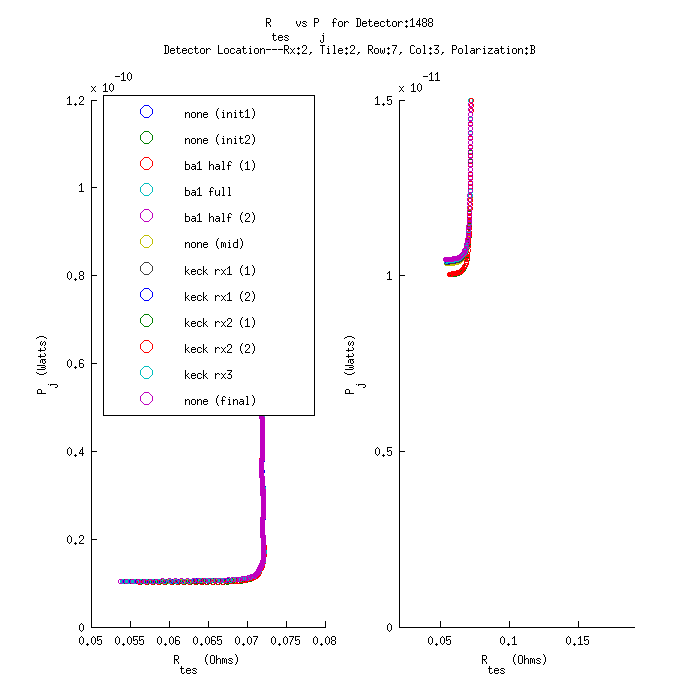 R    vs P  for Detector:1488
tes    j
Detector Location---Rx:2, Tile:2, Row:7, Col:3, Polarization:B
x 10^-10
x 10^-11
1.2
1
0.8
0.6
0.4
0.2
0
P_j (Watts)
none (init1)
none (init2)
ba1 half (1)
ba1 full
ba1 half (2)
none (mid)
keck rx1 (1)
keck rx1 (2)
keck rx2 (1)
keck rx2 (2)
keck rx3
none (final)
0.05 0.055 0.06 0.065 0.07 0.075 0.08
R_tes (Ohms)
1.5
1
0.5
0
P_j (Watts)
0.05 0.1 0.15
R_tes (Ohms)